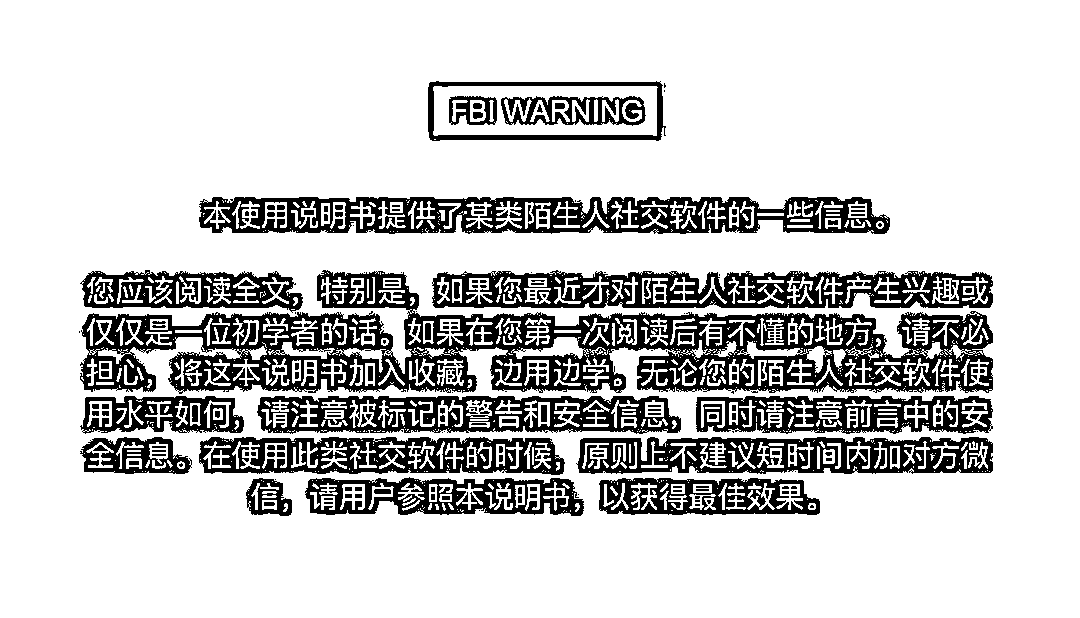 FBI WARNING
本使用说明书提供了某类陌生人社交软件的一些信息。
您应该阅读全文，特别是，如果您最近才对陌生人社交软件产生兴趣或
仅仅是一位初学者的话。如果在您第一次阅读后有不懂的地方，请不必
担心，将这本说明书加入收藏，边用边学。无论您的陌生人社交软件使
用水平如何，请注意被标记的警告和安全信息，同时请注意前言中的安
全信息。在使用此类社交软件的时候，原则上不建议短时间内加对方微
信，请用户参照本说明书，以获得最佳效果。